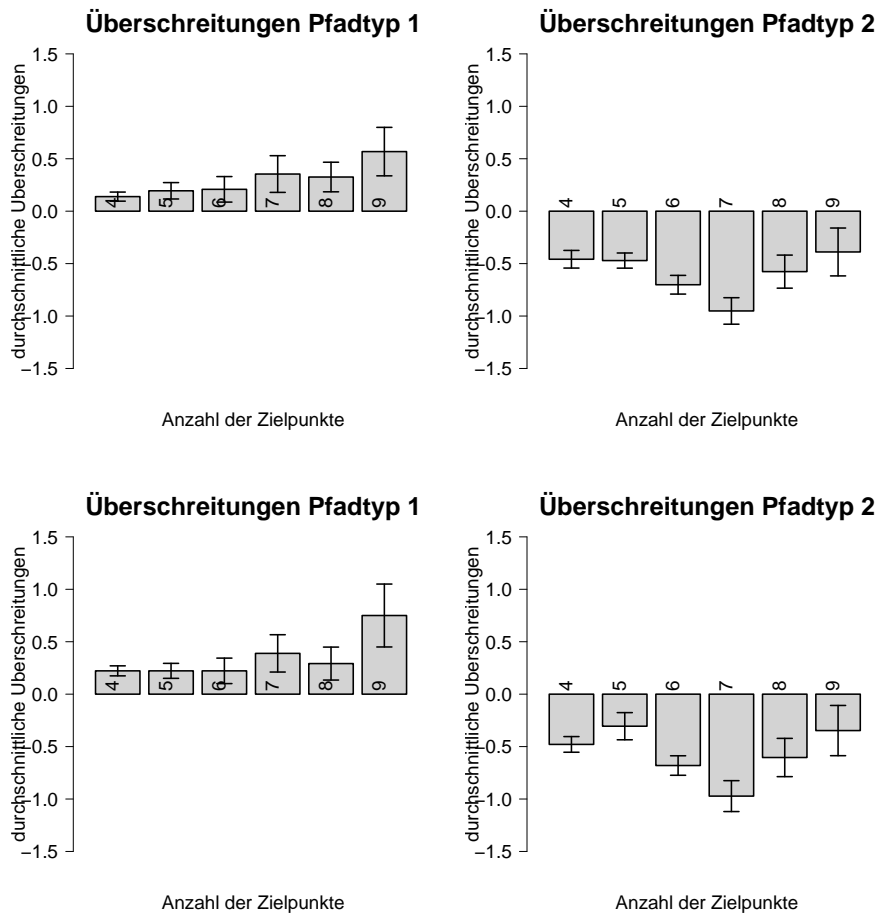 Überschreitungen Pfadtyp 1
durchschnittliche Überschreitungen
1.5
1.0
0.5
0.0
−0.5
−1.0
−1.5
4 5 6 7 8 9
Anzahl der Zielpunkte
Überschreitungen Pfadtyp 2
durchschnittliche Überschreitungen
1.5
1.0
0.5
0.0
−0.5
−1.0
−1.5
4 5 6 7 8 9
Anzahl der Zielpunkte
Überschreitungen Pfadtyp 1
durchschnittliche Überschreitungen
1.5
1.0
0.5
0.0
−0.5
−1.0
−1.5
4 5 6 7 8 9
Anzahl der Zielpunkte
Überschreitungen Pfadtyp 2
durchschnittliche Überschreitungen
1.5
1.0
0.5
0.0
−0.5
−1.0
−1.5
4 5 6 7 8 9
Anzahl der Zielpunkte